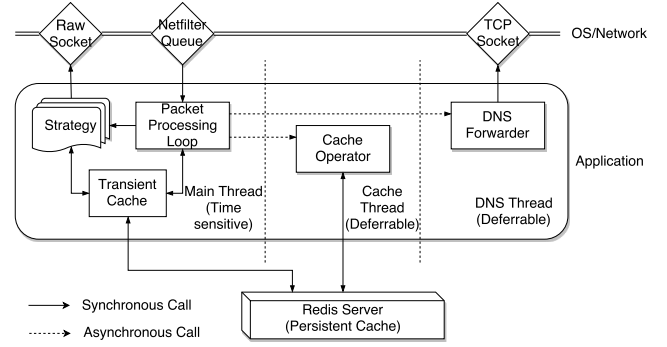 Raw
Socket
Netfilter
Queue
TCP
Socket
OS/Network
Strategy
Packet
Processing
Loop
DNS
Forwarder
Cache
Operator
Application
Transient
Cache
Main Thread
(Time
sensitive)
Cache
Thread
(Deferrable)
DNS Thread
(Deferrable)
Synchronous Call
Asynchronous Call
Redis Server
(Persistent Cache)